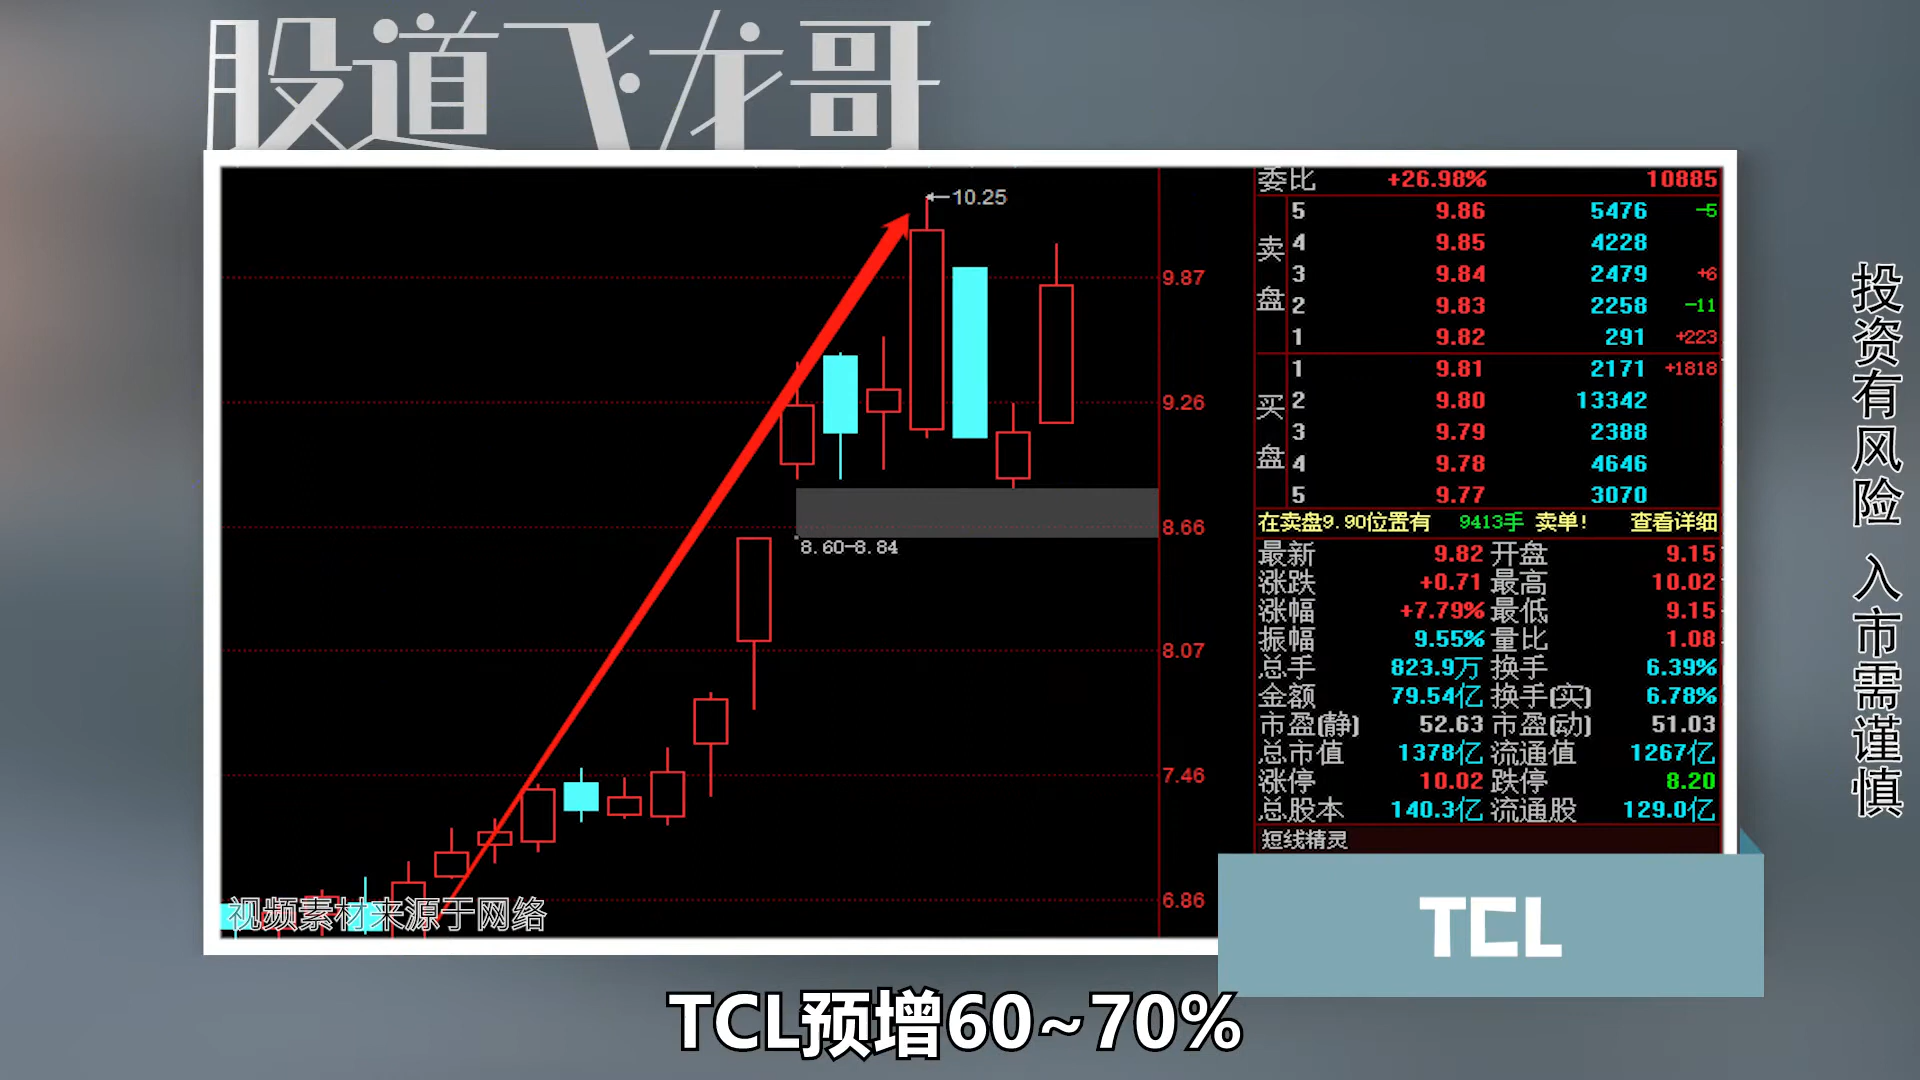 股道飞龙哥
10.25
9.87
9.26
8.66
8.60-8.84
8.07
7.46
6.86
视频素材来源于网络
委比 +26.98% 10885
卖盘
5 9.86 5476 -5
4 9.85 4228
3 9.84 2479 +6
2 9.83 2258 -11
1 9.82 291 +223
买盘
1 9.81 2171 +1818
2 9.80 13342
3 9.79 2388
4 9.78 4646
5 9.77 3070
在卖盘9.90位置有 9413手 卖单! 查看详细
最新 9.82 开盘 9.15
涨跌 +0.71 最高 10.02
涨幅 +7.79% 最低 9.15
振幅 9.55% 量比 1.08
总手 823.9万 换手 6.39%
金额 79.54亿 换手(实) 6.78%
市盈(静) 52.63 市盈(动) 51.03
总市值 1378亿 流通值 1267亿
涨停 10.02 跌停 8.20
总股本 140.3亿 流通股 129.0亿
短线精灵
TCL
投资有风险 入市需谨慎
TCL预增60~70%